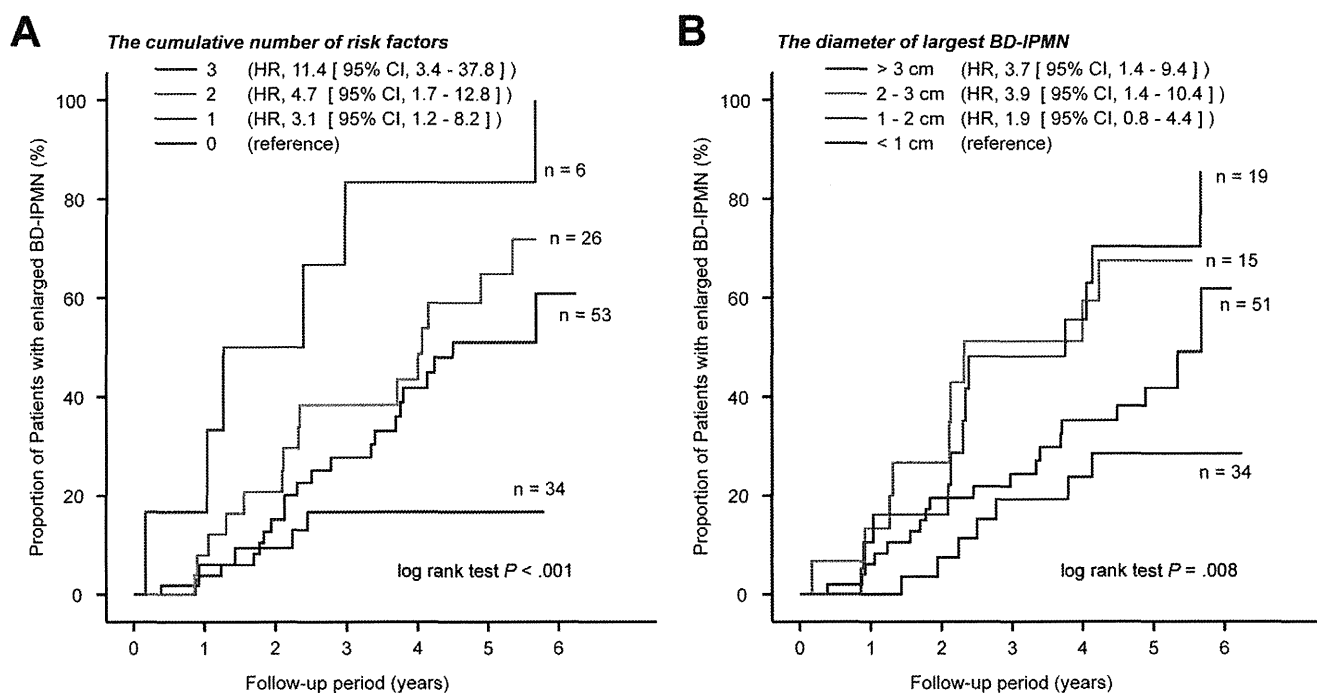 A
The cumulative number of risk factors
3 (HR, 11.4 [ 95% CI, 3.4 - 37.8 ] )
2 (HR, 4.7 [ 95% CI, 1.7 - 12.8 ] )
1 (HR, 3.1 [ 95% CI, 1.2 - 8.2 ] )
0 (reference)
Proportion of Patients with enlarged BD-IPMN (%)
100
80
60
40
20
0
n = 6
n = 26
n = 53
n = 34
log rank test P < .001
0 1 2 3 4 5 6
Follow-up period (years)
B
The diameter of largest BD-IPMN
> 3 cm (HR, 3.7 [ 95% CI, 1.4 - 9.4 ] )
2 - 3 cm (HR, 3.9 [ 95% CI, 1.4 - 10.4 ] )
1 - 2 cm (HR, 1.9 [ 95% CI, 0.8 - 4.4 ] )
< 1 cm (reference)
Proportion of Patients with enlarged BD-IPMN (%)
100
80
60
40
20
0
n = 19
n = 15
n = 51
n = 34
log rank test P = .008
0 1 2 3 4 5 6
Follow-up period (years)